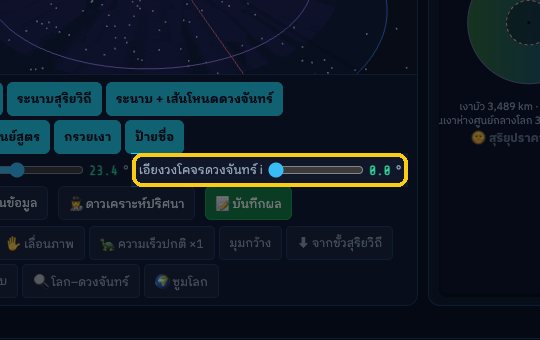 ระนาบสุริยวิถี ระนาบ + เส้นโหนดดวงจันทร์
นย์สูตร กรวยเงา ป้ายชื่อ
23.4 ° เอียงวงโคจรดวงจันทร์ i 0.0 °
นข้อมูล 🕵️ ดาวเคราะห์ปริศนา 📝 บันทึกผล
🖐 เลื่อนภาพ 🐢 ความเร็วปกติ ×1 มุมกว้าง ⬇ จากขั้วสุริยวิถี
บ 🔍 โลก–ดวงจันทร์ 🌍 ซูมโลก
เงามัว 3,489 km ·
เงาห่างศูนย์กลางโลก 3
🌞 สุริยุปราค